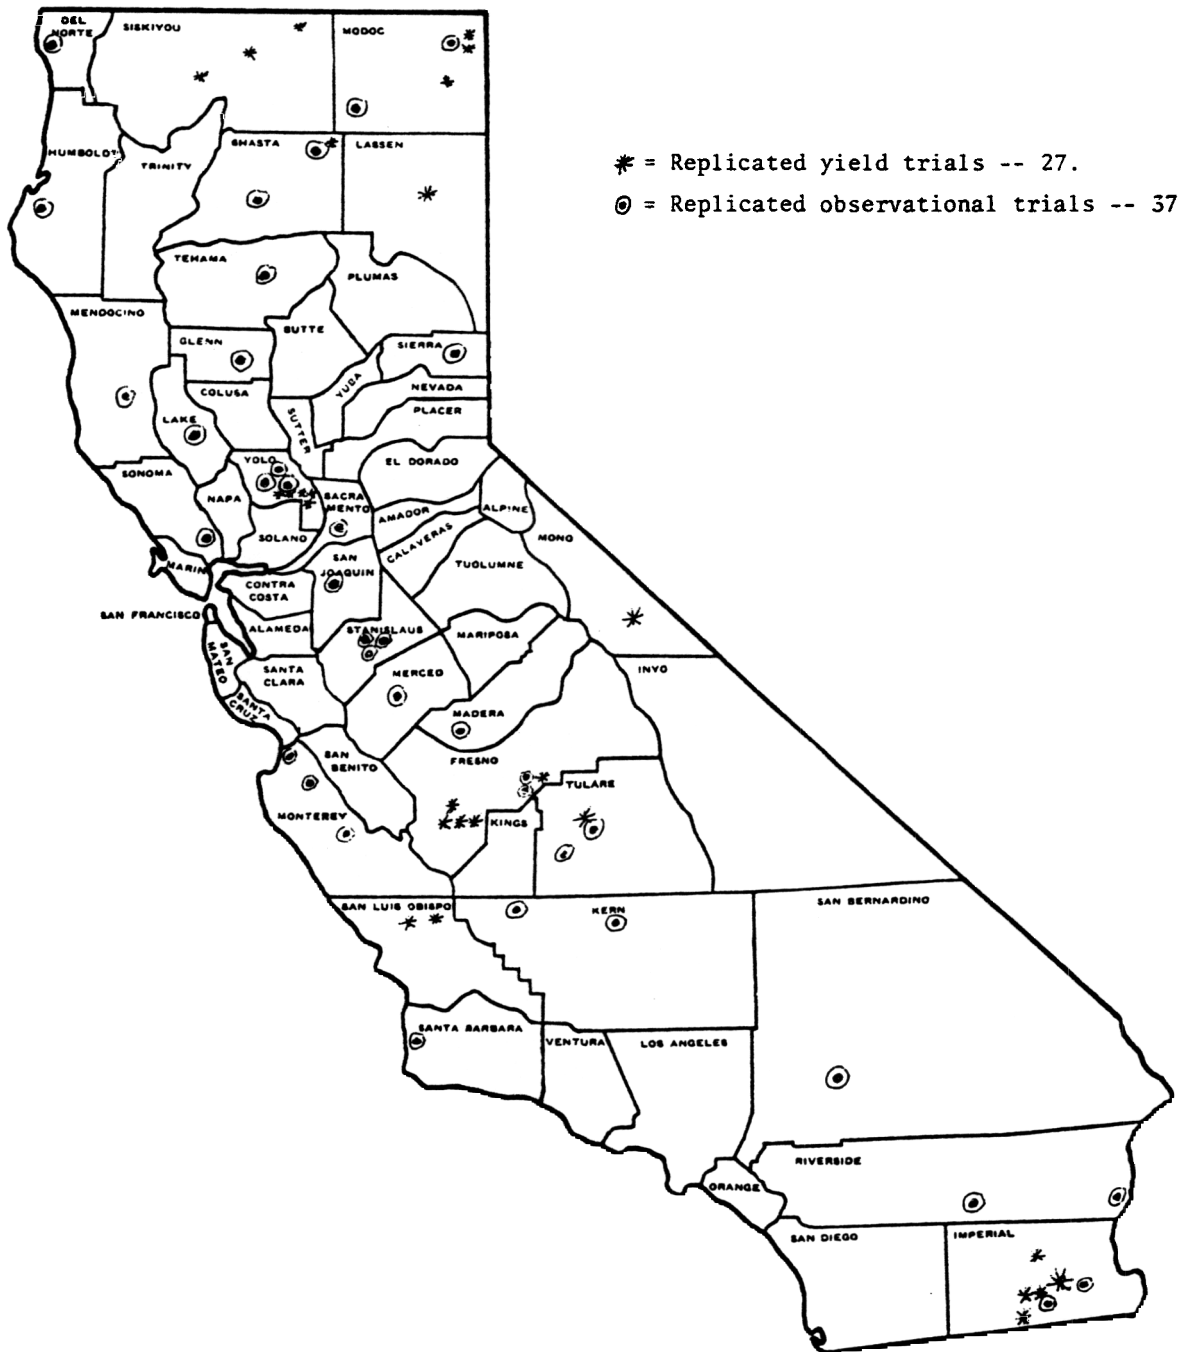 DEL
NORTE
SISKIYOU
MODOC
HUMBOLDT
TRINITY
SHASTA
LASSEN
* = Replicated yield trials -- 27.
⊙ = Replicated observational trials -- 37
TEHAMA
PLUMAS
MENDOCINO
GLENN
BUTTE
SIERRA
COLUSA
YUBA
NEVADA
LAKE
SUTTER
PLACER
SONOMA
YOLO
EL DORADO
NAPA
SACRA
MENTO
AMADOR
ALPINE
SOLANO
CALAVERAS
MONO
MARIN
SAN
JOAQUIN
TUOLUMNE
CONTRA
COSTA
SAN FRANCISCO
ALAMEDA
STANISLAUS
MARIPOSA
SAN
MATEO
SANTA
CLARA
MERCED
INYO
SANTA
CRUZ
MADERA
SAN
BENITO
FRESNO
TULARE
MONTEREY
KINGS
SAN LUIS OBISPO
KERN
SAN BERNARDINO
SANTA BARBARA
VENTURA
LOS ANGELES
RIVERSIDE
ORANGE
SAN DIEGO
IMPERIAL